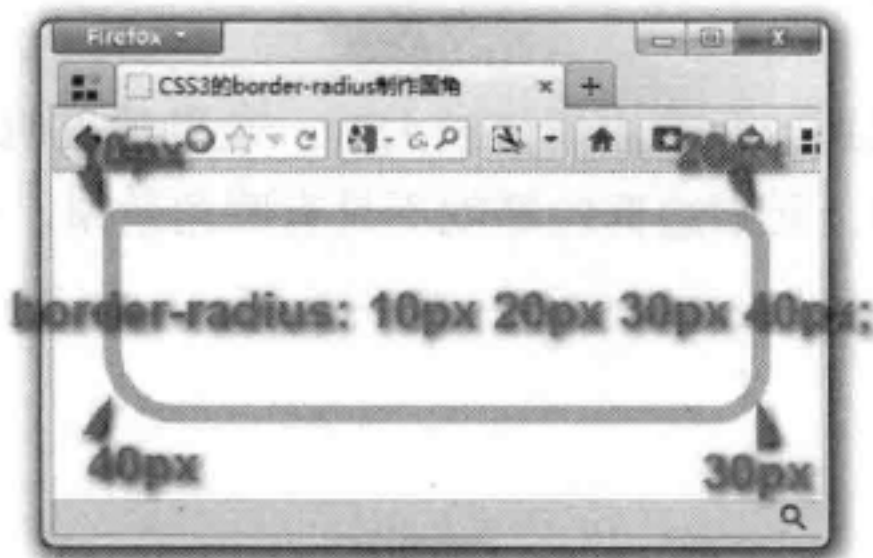 Firefox
CSS3的border-radius制作圆角
10px
20px
border-radius: 10px 20px 30px 40px;
40px
30px